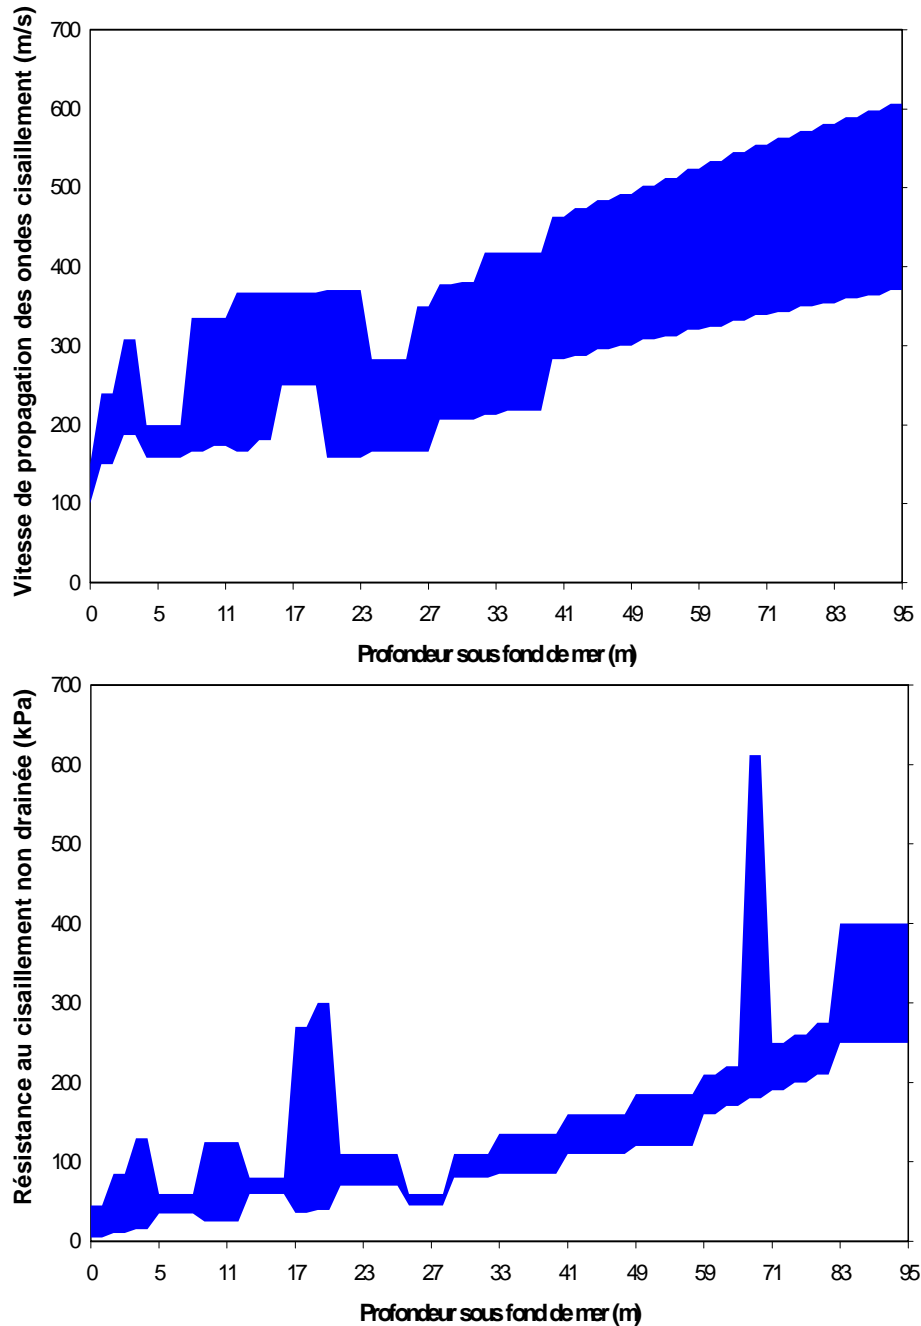 Vitesse de propagation des ondes cisaillement (m/s)
700
600
500
400
300
200
100
0
0 5 11 17 23 27 33 41 49 59 71 83 95
Profondeur sous fond de mer (m)
Résistance au cisaillement non drainée (kPa)
700
600
500
400
300
200
100
0
0 5 11 17 23 27 33 41 49 59 71 83 95
Profondeur sous fond de mer (m)